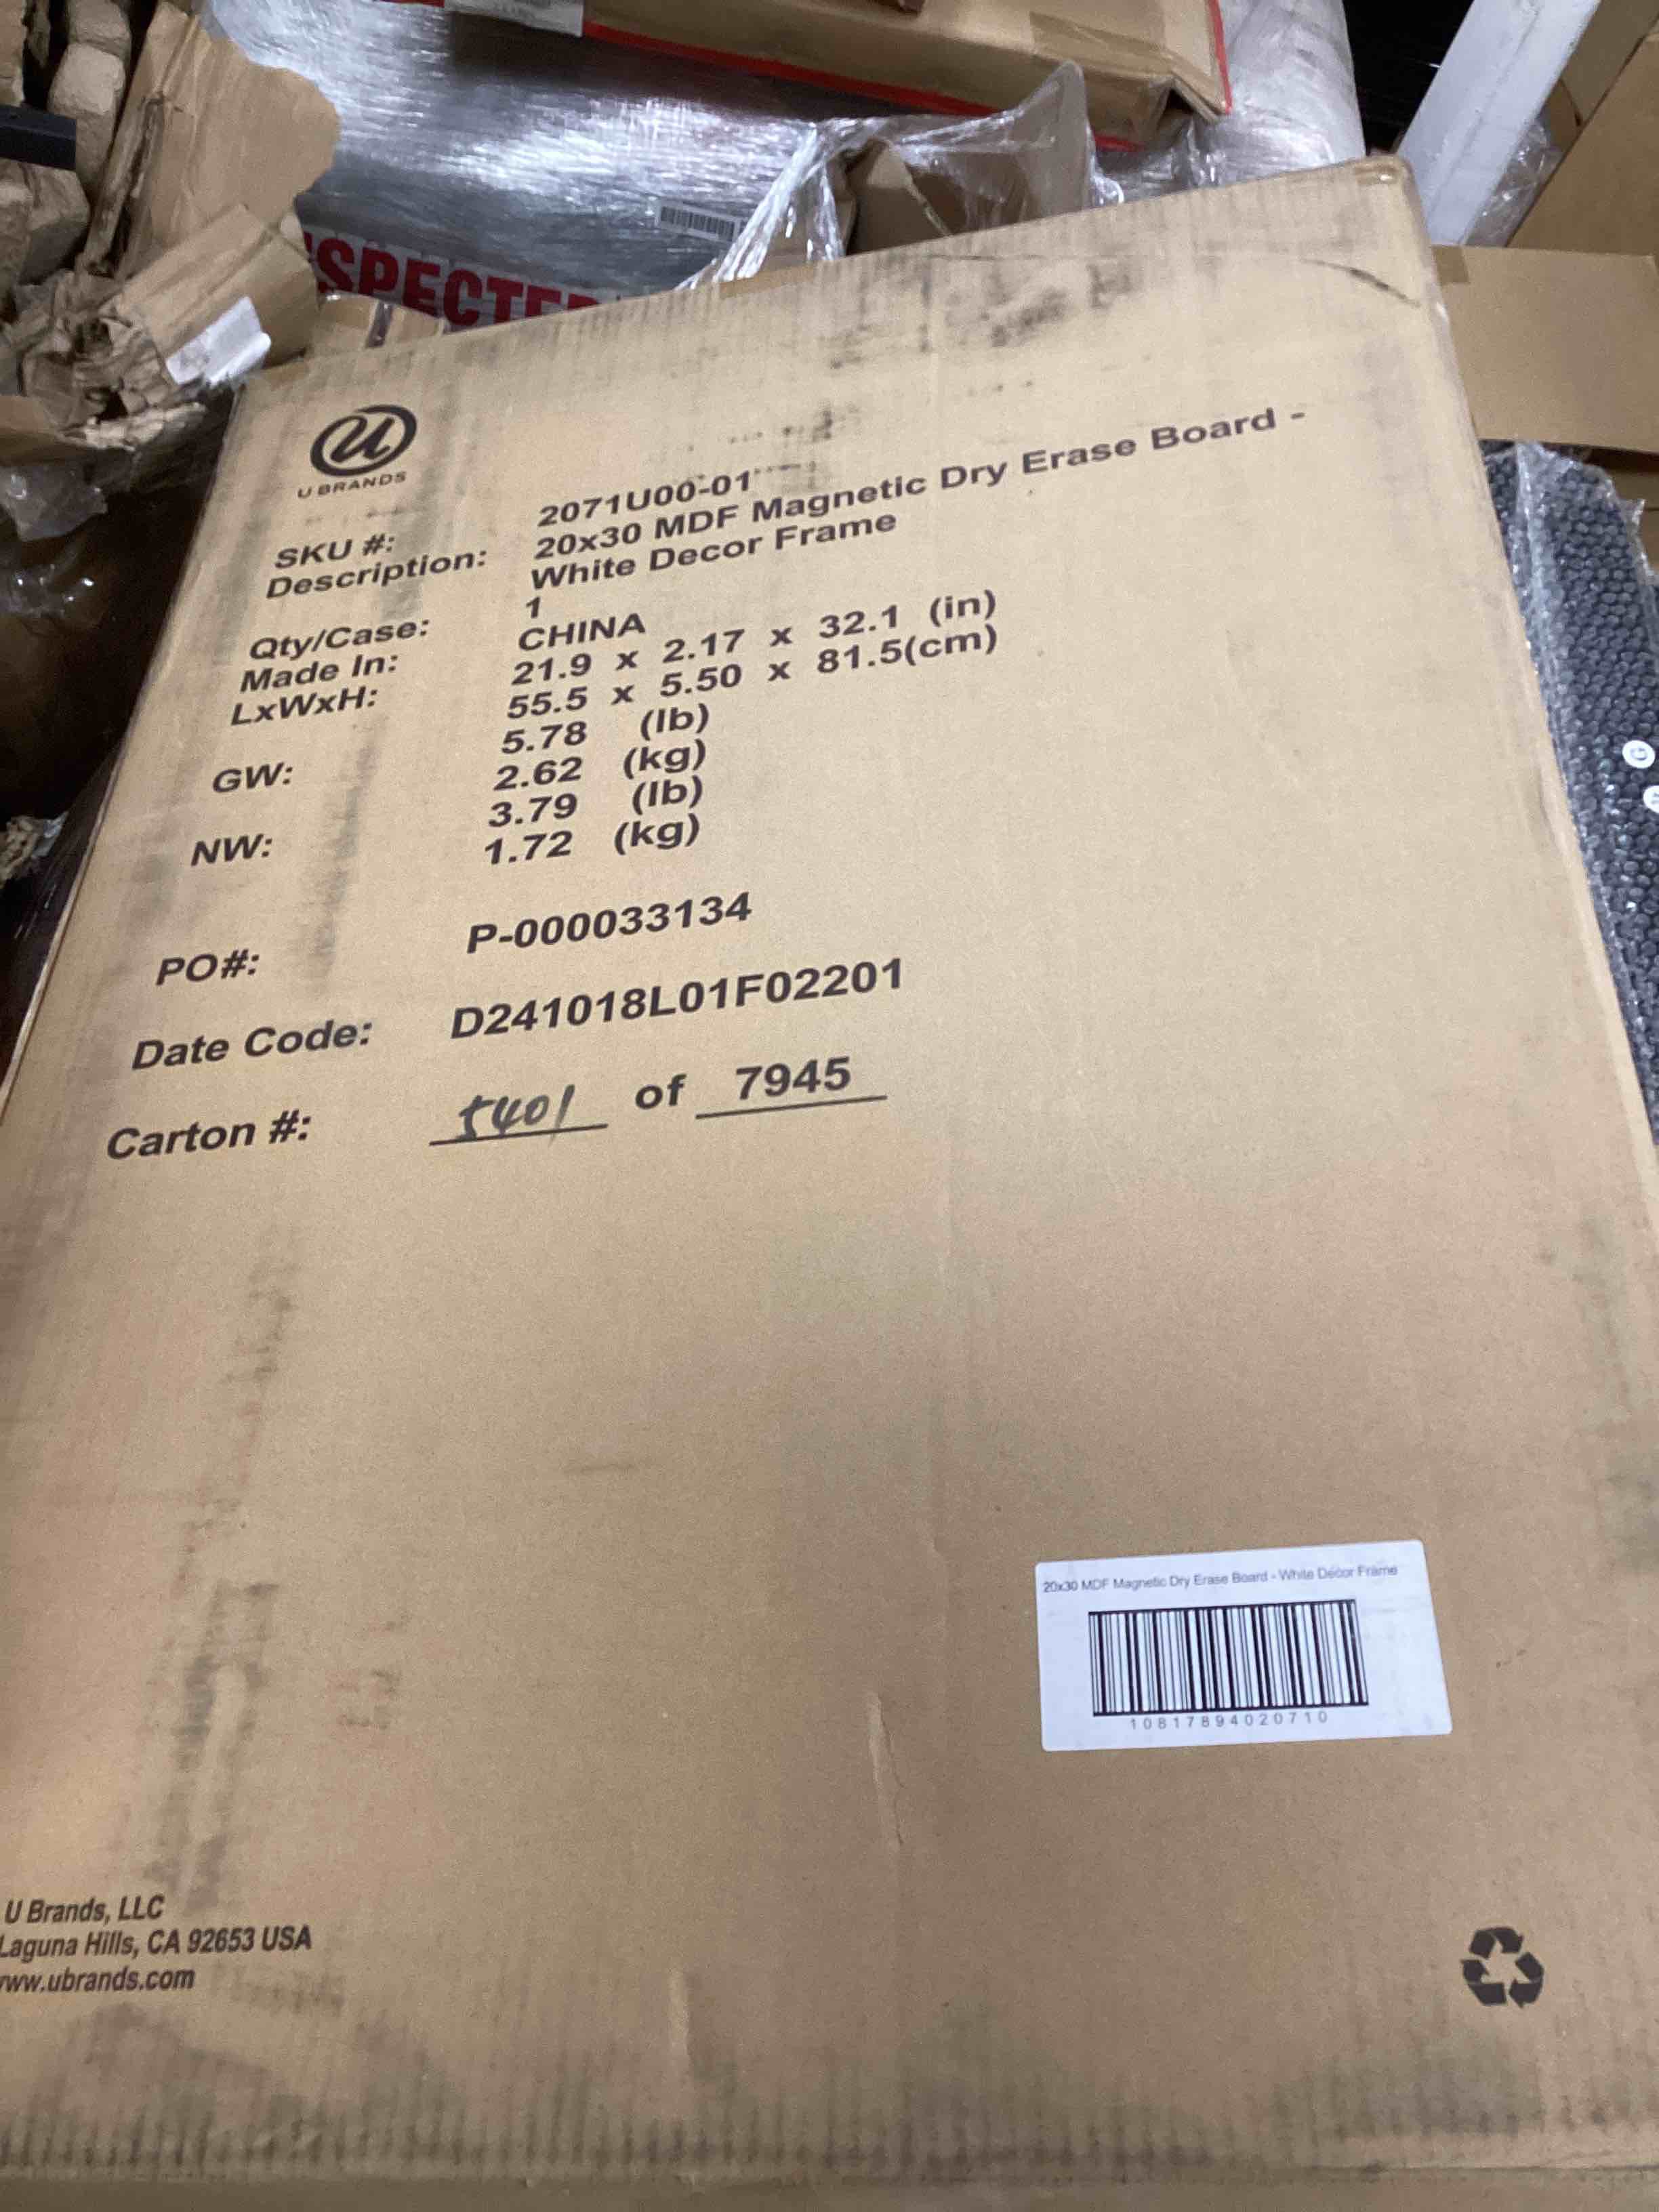 SPECTE
U BRANDS
SKU #: 2071U00-01
Description: 20x30 MDF Magnetic Dry Erase Board -
White Decor Frame
Qty/Case: 1
Made In: CHINA
LxWxH: 21.9 x 2.17 x 32.1 (in)
55.5 x 5.50 x 81.5(cm)
GW: 5.78 (lb)
2.62 (kg)
NW: 3.79 (lb)
1.72 (kg)
PO#: P-000033134
Date Code: D241018L01F02201
Carton #: 5401 of 7945
20x30 MDF Magnetic Dry Erase Board - White Decor Frame
10817894020710
U Brands, LLC
Laguna Hills, CA 92653 USA
www.ubrands.com